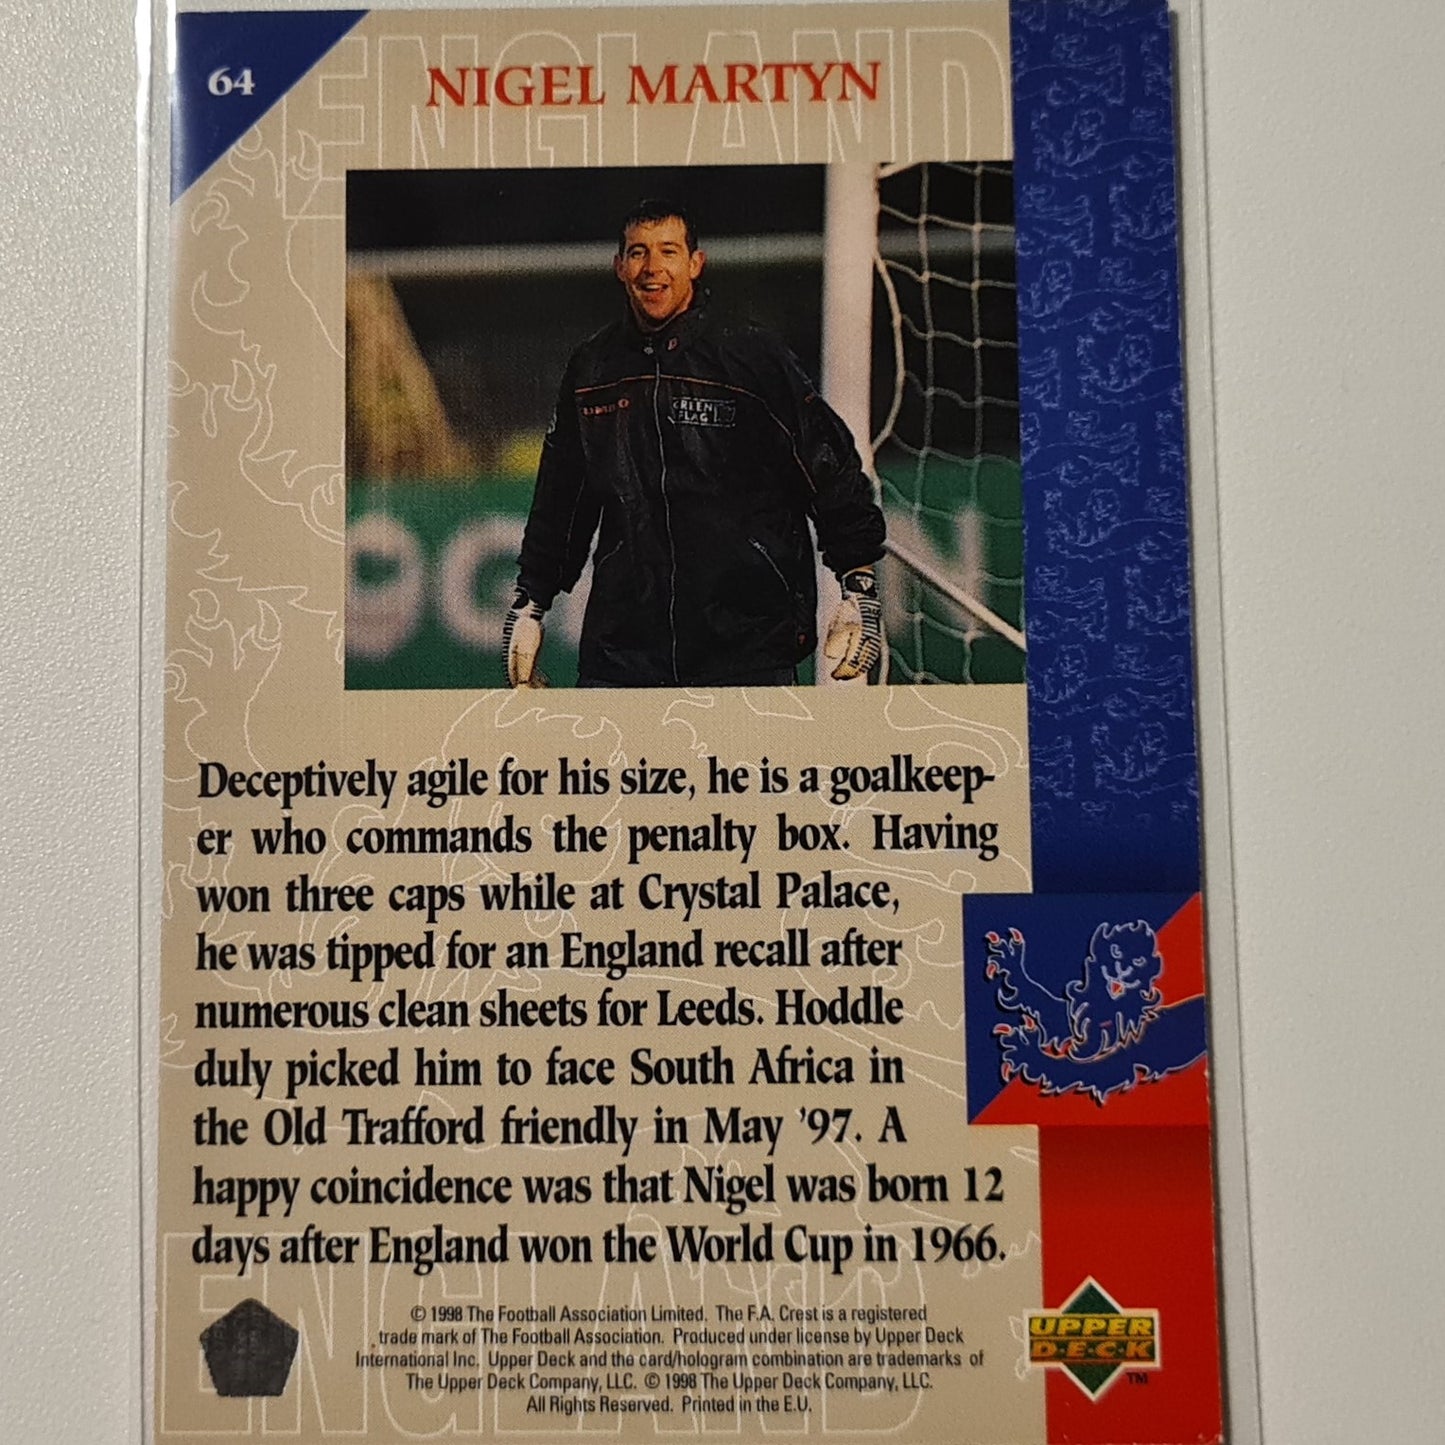 64
NIGEL MARTYN
ENGLAND
GREEN
FLAG
Deceptively agile for his size, he is a goalkeep-
er who commands the penalty box. Having
won three caps while at Crystal Palace,
he was tipped for an England recall after
numerous clean sheets for Leeds. Hoddle
duly picked him to face South Africa in
the Old Trafford friendly in May '97. A
happy coincidence was that Nigel was born 12
days after England won the World Cup in 1966.
ENGLAND
© 1998 The Football Association Limited. The F.A. Crest is a registered
trade mark of The Football Association. Produced under license by Upper Deck
International Inc. Upper Deck and the card/hologram combination are trademarks of
The Upper Deck Company, LLC. © 1998 The Upper Deck Company, LLC.
All Rights Reserved. Printed in the E.U.
UPPER
D·E·C·K
TM